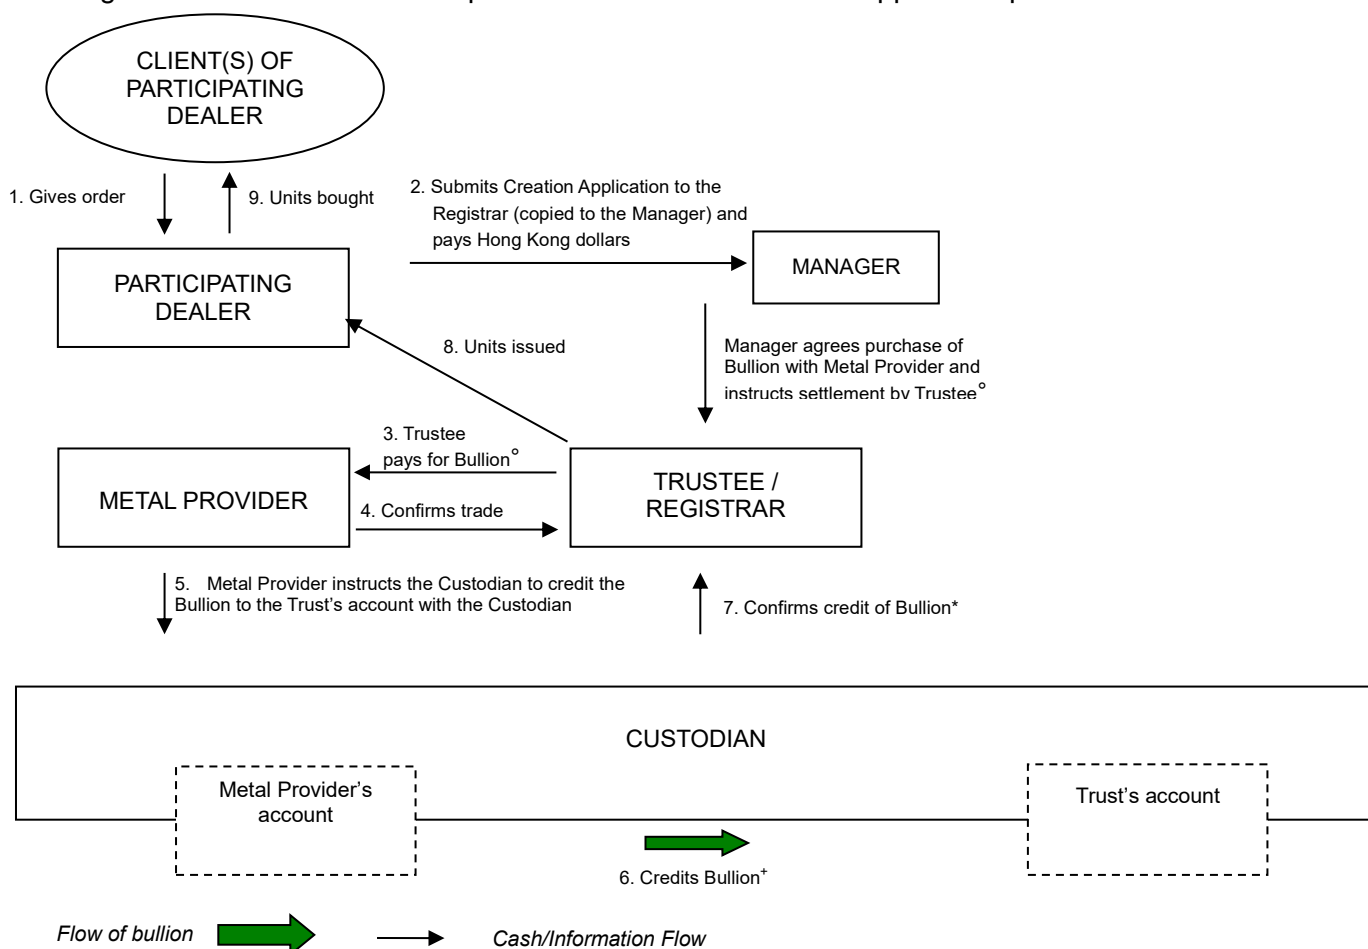 CLIENT(S) OF
PARTICIPATING
DEALER
1. Gives order
9. Units bought
2. Submits Creation Application to the
Registrar (copied to the Manager) and
pays Hong Kong dollars
PARTICIPATING
DEALER
MANAGER
8. Units issued
Manager agrees purchase of
Bullion with Metal Provider and
instructs settlement by Trustee°
3. Trustee
pays for Bullion°
METAL PROVIDER
4. Confirms trade
TRUSTEE /
REGISTRAR
5. Metal Provider instructs the Custodian to credit the
Bullion to the Trust’s account with the Custodian
7. Confirms credit of Bullion*
CUSTODIAN
Metal Provider’s
account
Trust’s account
6. Credits Bullion⁺
Flow of bullion
Cash/Information Flow